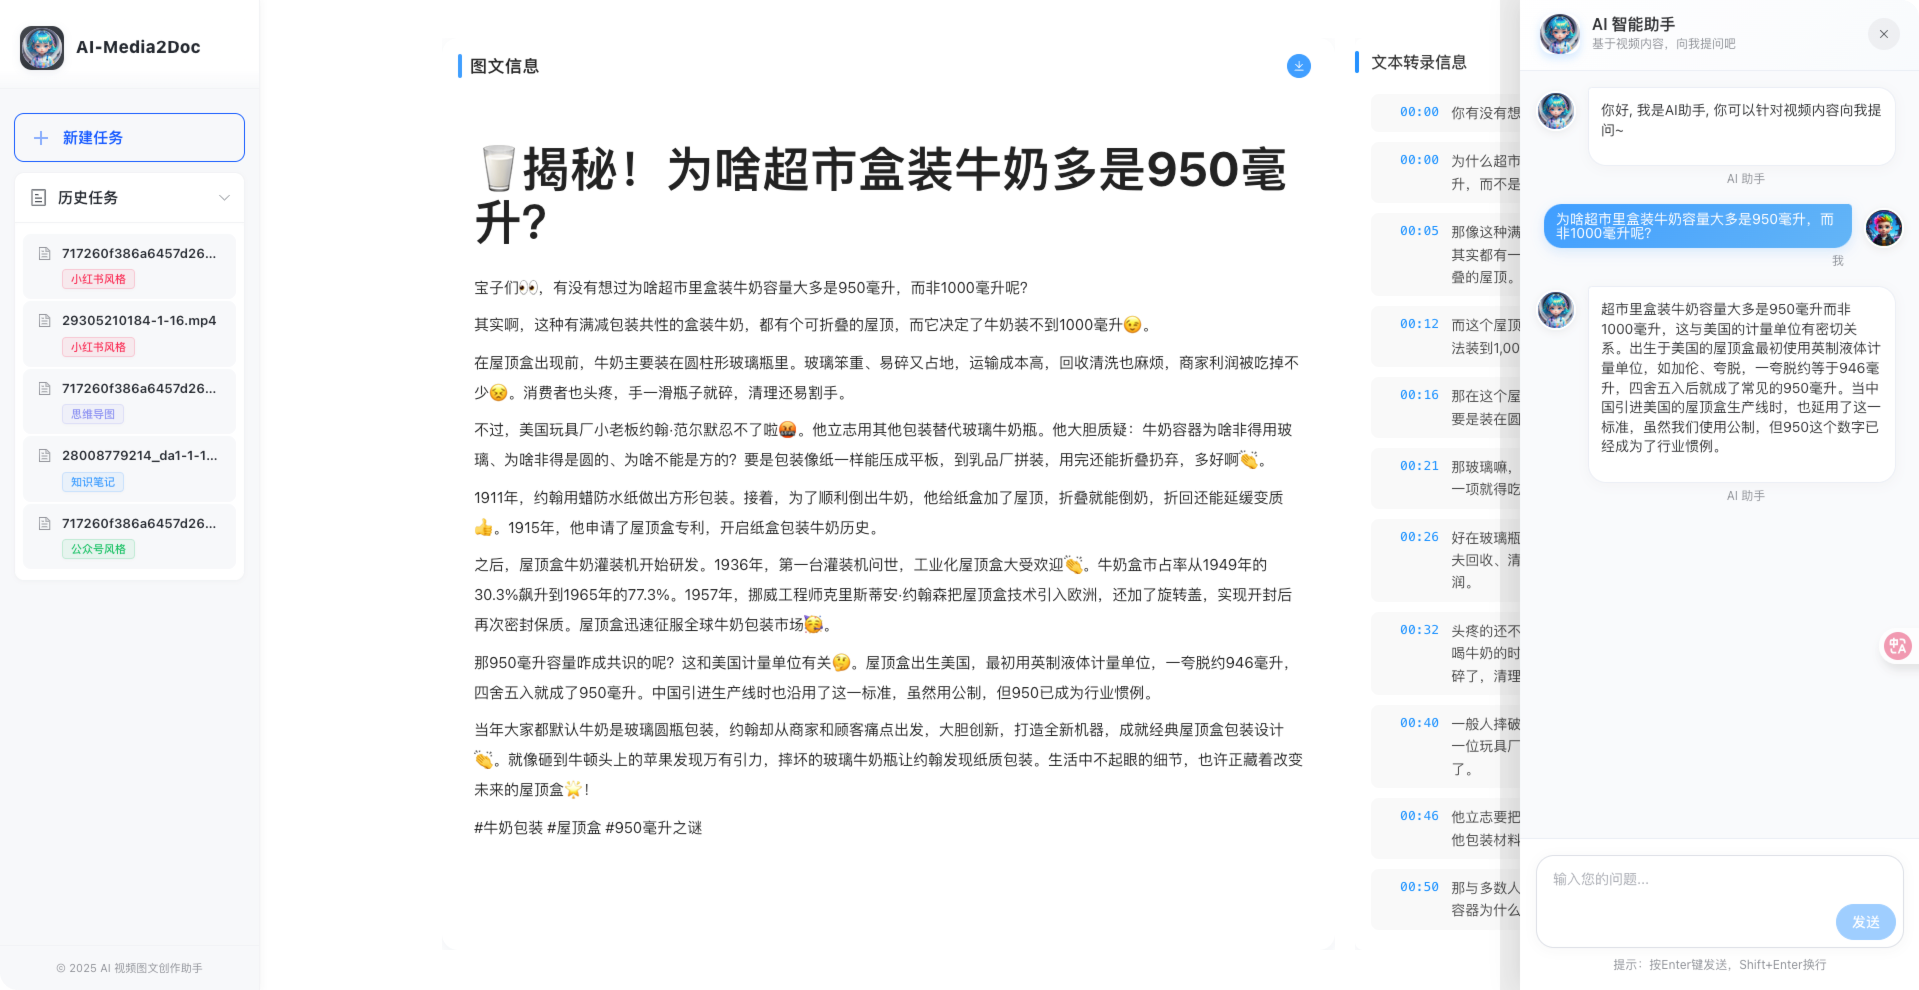 AI-Media2Doc
新建任务
历史任务
717260f386a6457d26...
小红书风格
29305210184-1-16.mp4
小红书风格
717260f386a6457d26...
思维导图
28008779214_da1-1-1...
知识笔记
717260f386a6457d26...
公众号风格
© 2025 AI 视频图文创作助手
图文信息
🥛揭秘！为啥超市盒装牛奶多是950毫
升?
宝子们👀，有没有想过为啥超市里盒装牛奶容量大多是950毫升，而非1000毫升呢?
其实啊，这种有满减包装共性的盒装牛奶，都有个可折叠的屋顶，而它决定了牛奶装不到1000毫升😉。
在屋顶盒出现前，牛奶主要装在圆柱形玻璃瓶里。玻璃笨重、易碎又占地，运输成本高，回收清洗也麻烦，商家利润被吃掉不
少😣。消费者也头疼，手一滑瓶子就碎，清理还易割手。
不过，美国玩具厂小老板约翰·范尔默忍不了啦🤬。他立志用其他包装替代玻璃牛奶瓶。他大胆质疑：牛奶容器为啥非得用玻
璃、为啥非得是圆的、为啥不能是方的？要是包装像纸一样能压成平板，到乳品厂拼装，用完还能折叠扔弃，多好啊👏。
1911年，约翰用蜡防水纸做出方形包装。接着，为了顺利倒出牛奶，他给纸盒加了屋顶，折叠就能倒奶，折回还能延缓变质
👍。1915年，他申请了屋顶盒专利，开启纸盒包装牛奶历史。
之后，屋顶盒牛奶灌装机开始研发。1936年，第一台灌装机问世，工业化屋顶盒大受欢迎👏。牛奶盒市占率从1949年的
30.3%飙升到1965年的77.3%。1957年，挪威工程师克里斯蒂安·约翰森把屋顶盒技术引入欧洲，还加了旋转盖，实现开封后
再次密封保质。屋顶盒迅速征服全球牛奶包装市场🥳。
那950毫升容量咋成共识的呢？这和美国计量单位有关🤔。屋顶盒出生美国，最初用英制液体计量单位，一夸脱约946毫升，
四舍五入就成了950毫升。中国引进生产线时也沿用了这一标准，虽然用公制，但950已成为行业惯例。
当年大家都默认牛奶是玻璃圆瓶包装，约翰却从商家和顾客痛点出发，大胆创新，打造全新机器，成就经典屋顶盒包装设计
👏。就像砸到牛顿头上的苹果发现万有引力，摔坏的玻璃牛奶瓶让约翰发现纸质包装。生活中不起眼的细节，也许正藏着改变
未来的屋顶盒🌟！
#牛奶包装 #屋顶盒 #950毫升之谜
文本转录信息
00:00 你有没有想
00:00 为什么超市
升，而不是
00:05 那像这种满
其实都有一
叠的屋顶。
00:12 而这个屋顶
法装到1,00
00:16 那在这个屋
要是装在圆
00:21 那玻璃嘛，
一项就得吃
00:26 好在玻璃瓶
夫回收、清
润。
00:32 头疼的还不
喝牛奶的时
碎了，清理
00:40 一般人摔破
一位玩具厂
了。
00:46 他立志要把
他包装材料
00:50 那与多数人
容器为什么
AI 智能助手
基于视频内容，向我提问吧
你好, 我是AI助手, 你可以针对视频内容向我提
问~
AI 助手
为啥超市里盒装牛奶容量大多是950毫升，而
非1000毫升呢?
我
超市里盒装牛奶容量大多是950毫升而非
1000毫升，这与美国的计量单位有密切关
系。出生于美国的屋顶盒最初使用英制液体计
量单位，如加伦、夸脱，一夸脱约等于946毫
升，四舍五入后就成了常见的950毫升。当中
国引进美国的屋顶盒生产线时，也延用了这一
标准，虽然我们使用公制，但950这个数字已
经成为了行业惯例。
AI 助手
输入您的问题...
发送
提示：按Enter键发送，Shift+Enter换行